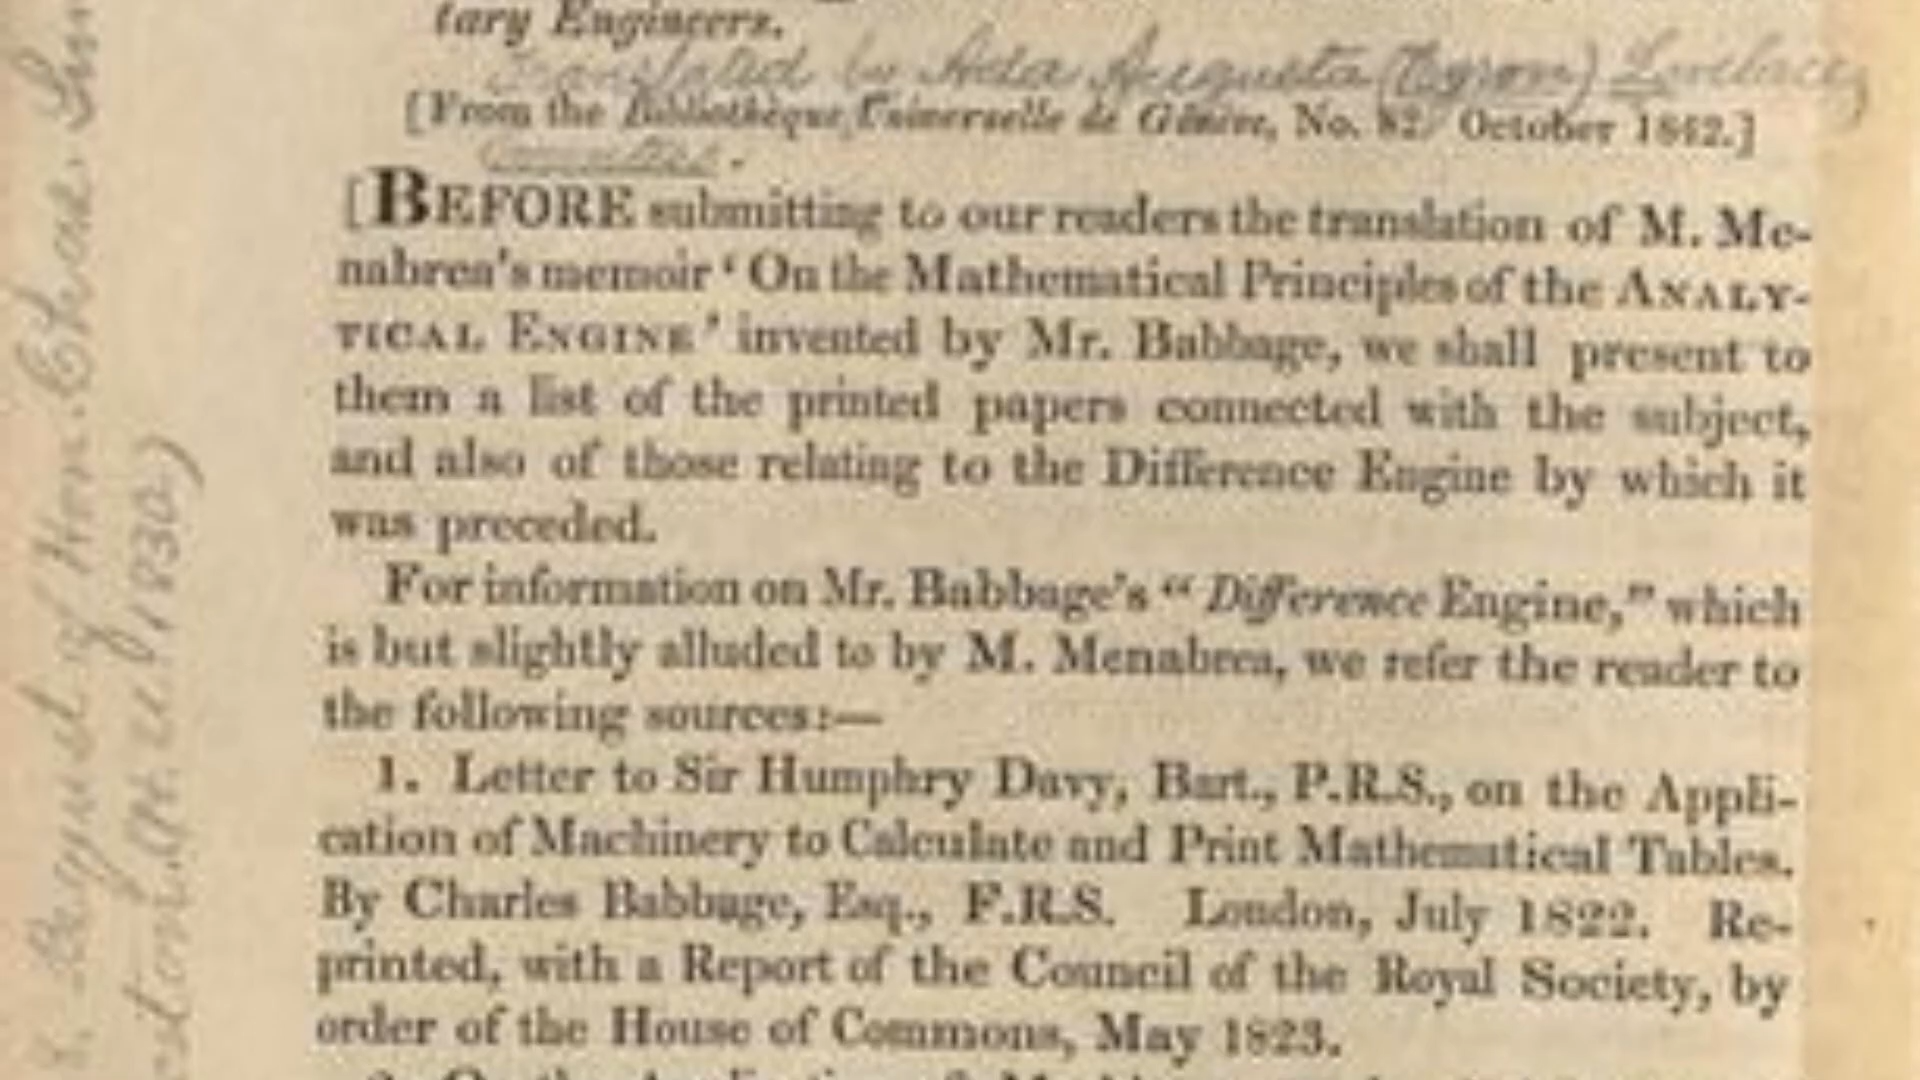 tary Engineers.
Translated by Ada Augusta (Byron) Lovelace,
[From the Bibliothèque Universelle de Génève, No. 82. October 1842.]
[BEFORE submitting to our readers the translation of M. Me-
nabrea's memoir ‘On the Mathematical Principles of the ANALY-
TICAL ENGINE’ invented by Mr. Babbage, we shall present to
them a list of the printed papers connected with the subject,
and also of those relating to the Difference Engine by which it
was preceded.
For information on Mr. Babbage's “Difference Engine,” which
is but slightly alluded to by M. Menabrea, we refer the reader to
the following sources:—
1. Letter to Sir Humphry Davy, Bart., P.R.S., on the Appli-
cation of Machinery to Calculate and Print Mathematical Tables.
By Charles Babbage, Esq., F.R.S. London, July 1822. Re-
printed, with a Report of the Council of the Royal Society, by
order of the House of Commons, May 1823.
of Hon. Chas.
1830)